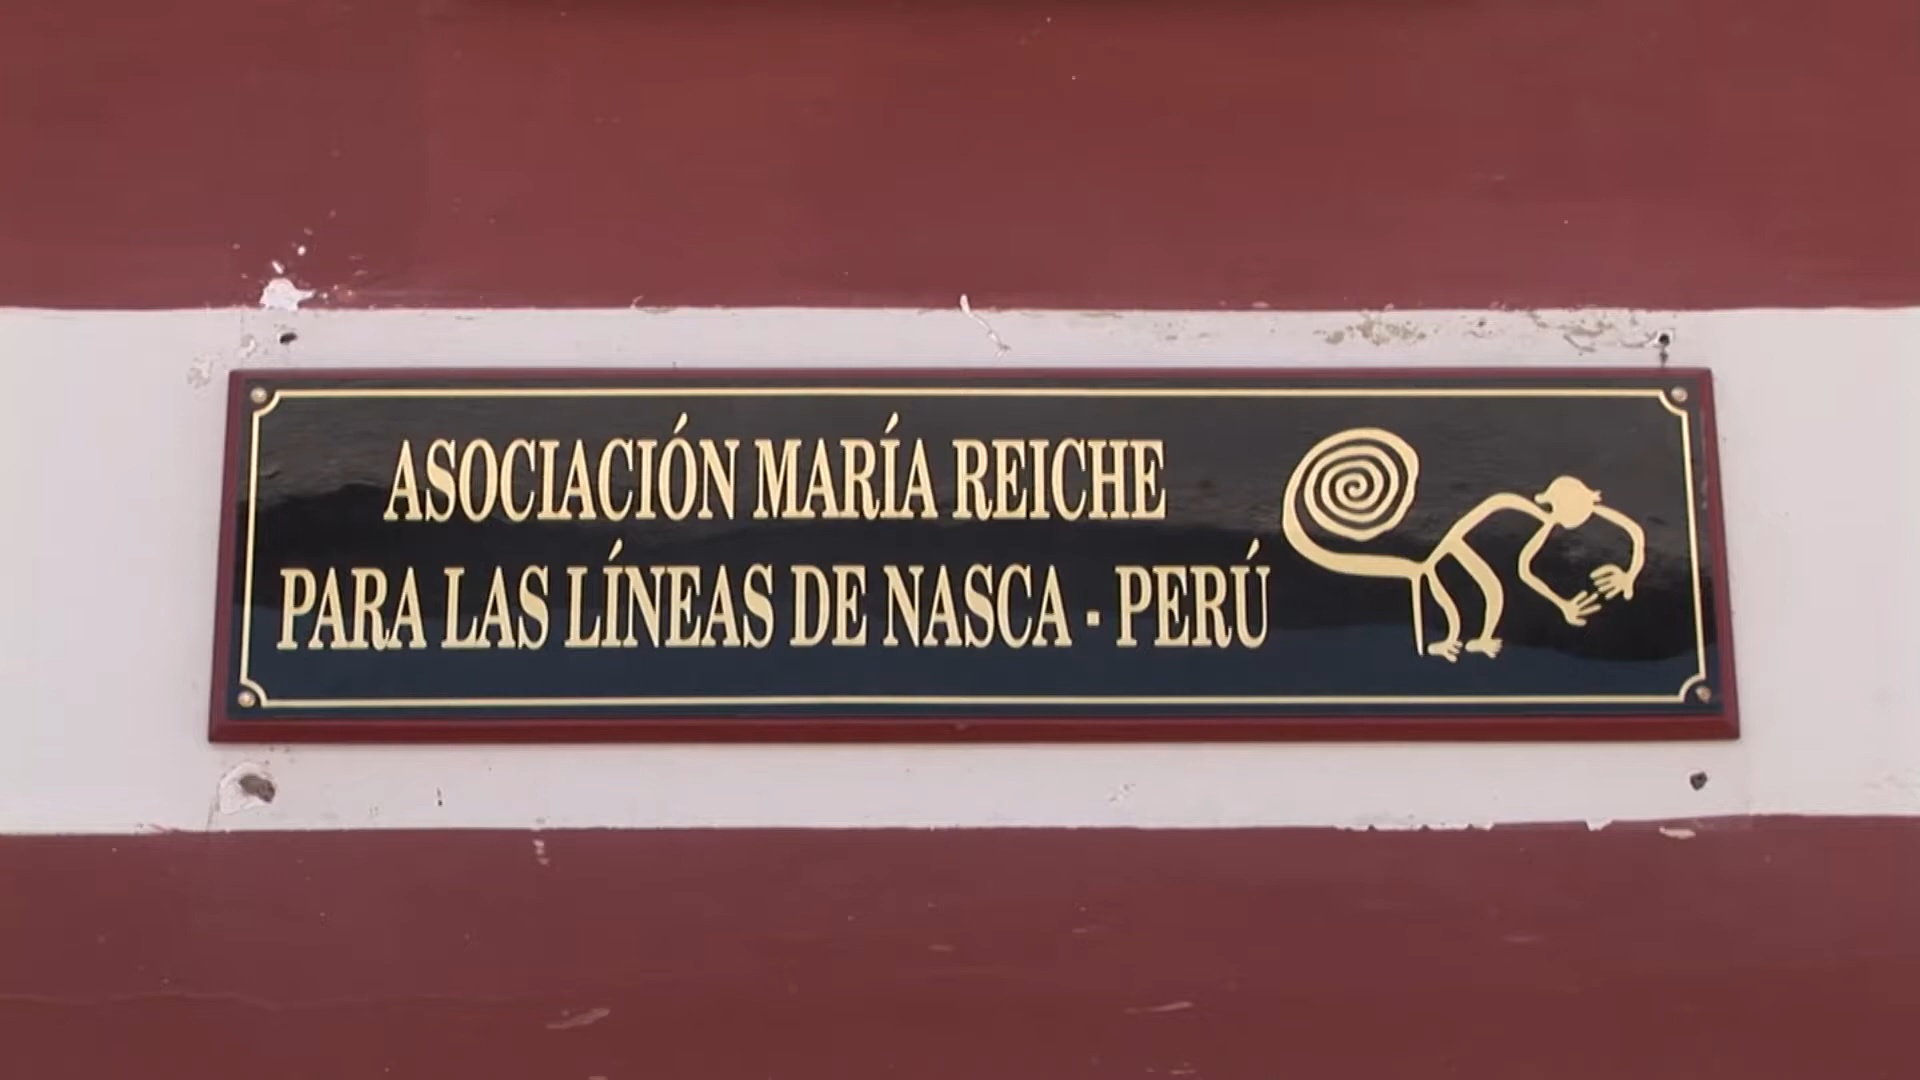 ASOCIACIÓN MARÍA REICHE
PARA LAS LÍNEAS DE NASCA - PERÚ